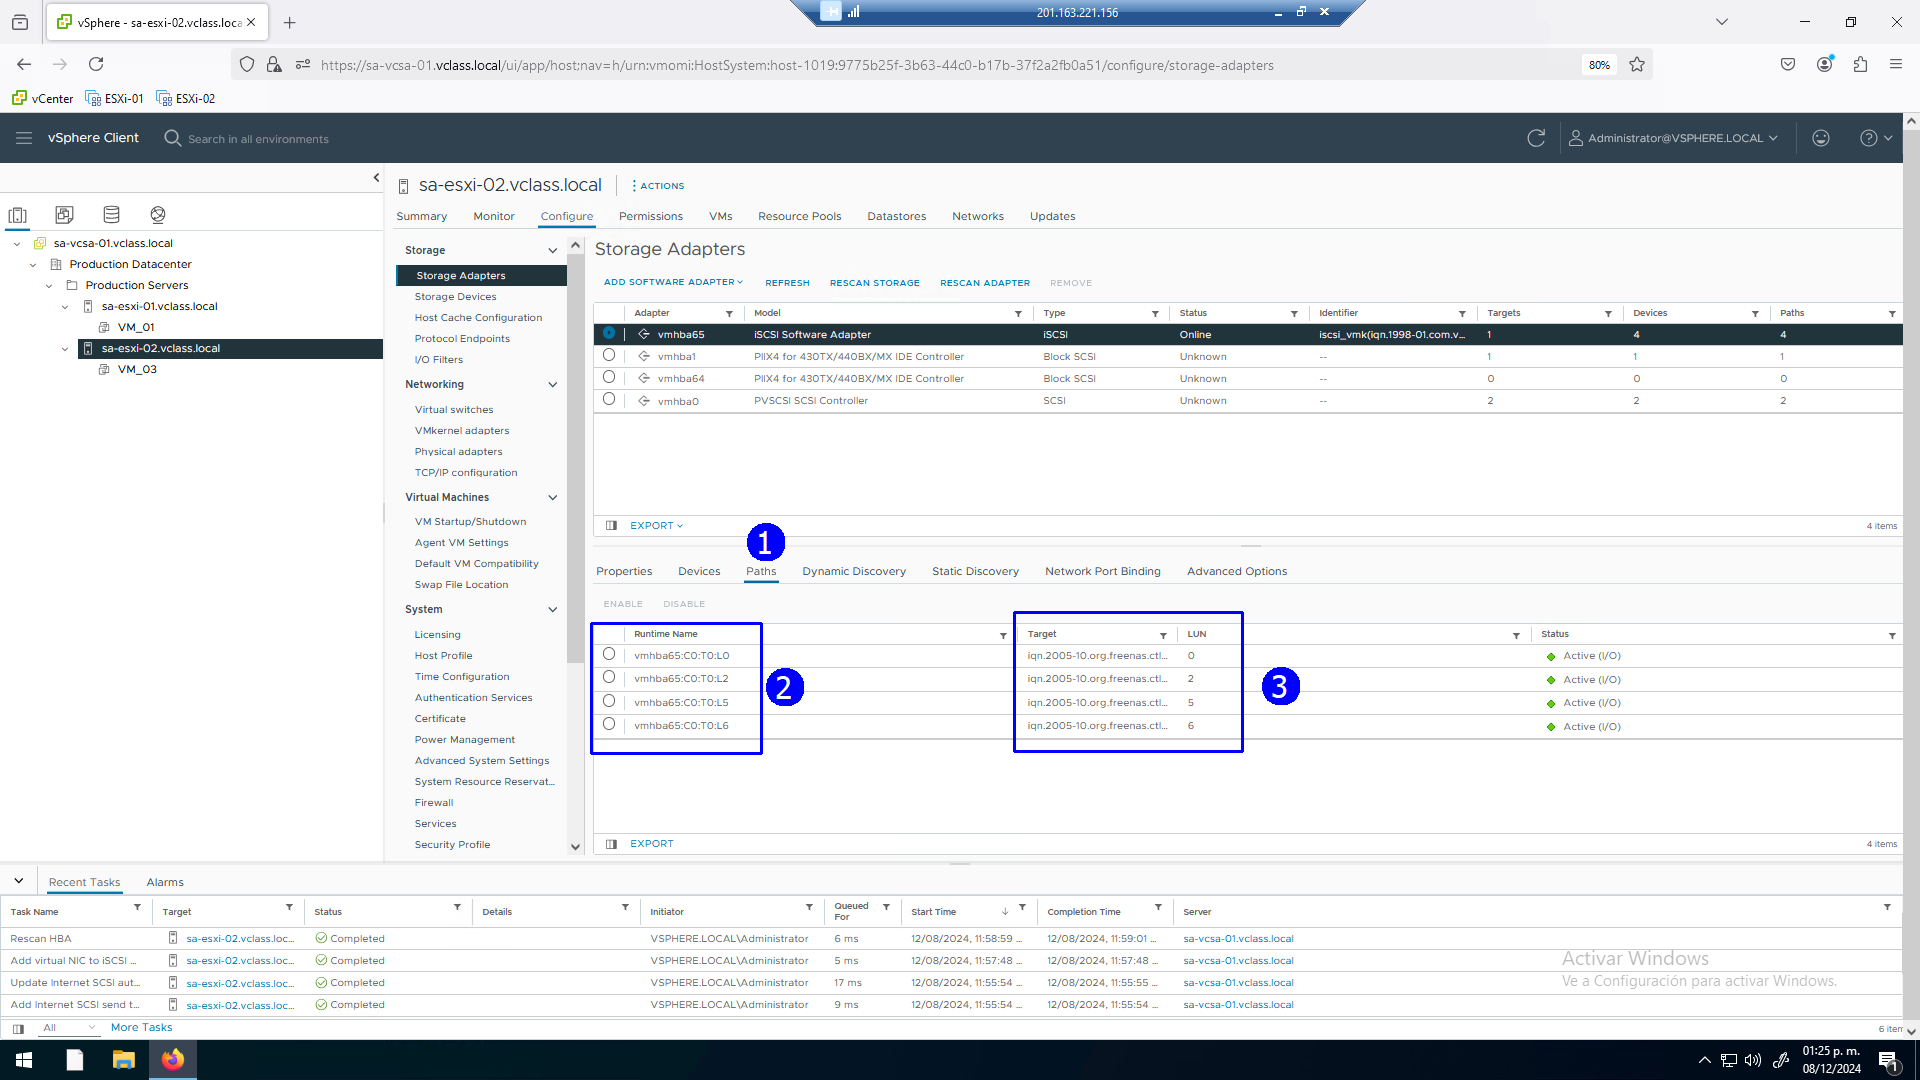 vSphere - sa-esxi-02.vclass.loca
201.163.221.156
https://sa-vcsa-01.vclass.local/ui/app/host;nav=h/urn:vmomi:HostSystem:host-1019:9775b25f-3b63-44c0-b17b-37f2a2fb0a51/configure/storage-adapters
80%
vCenter ESXi-01 ESXi-02
vSphere Client Search in all environments Administrator@VSPHERE.LOCAL
sa-vcsa-01.vclass.local
Production Datacenter
Production Servers
sa-esxi-01.vclass.local
VM_01
sa-esxi-02.vclass.local
VM_03
sa-esxi-02.vclass.local ACTIONS
Summary Monitor Configure Permissions VMs Resource Pools Datastores Networks Updates
Storage
Storage Adapters
Storage Devices
Host Cache Configuration
Protocol Endpoints
I/O Filters
Networking
Virtual switches
VMkernel adapters
Physical adapters
TCP/IP configuration
Virtual Machines
VM Startup/Shutdown
Agent VM Settings
Default VM Compatibility
Swap File Location
System
Licensing
Host Profile
Time Configuration
Authentication Services
Certificate
Power Management
Advanced System Settings
System Resource Reservat...
Firewall
Services
Security Profile
Storage Adapters
ADD SOFTWARE ADAPTER REFRESH RESCAN STORAGE RESCAN ADAPTER REMOVE
Adapter Model Type Status Identifier Targets Devices Paths
vmhba65 iSCSI Software Adapter iSCSI Online iscsi_vmk(iqn.1998-01.com.v... 1 4 4
vmhba1 PIIX4 for 430TX/440BX/MX IDE Controller Block SCSI Unknown -- 1 1 1
vmhba64 PIIX4 for 430TX/440BX/MX IDE Controller Block SCSI Unknown -- 0 0 0
vmhba0 PVSCSI SCSI Controller SCSI Unknown -- 2 2 2
EXPORT 4 items
1
Properties Devices Paths Dynamic Discovery Static Discovery Network Port Binding Advanced Options
ENABLE DISABLE
Runtime Name Target LUN Status
vmhba65:C0:T0:L0 iqn.2005-10.org.freenas.ctl... 0 Active (I/O)
vmhba65:C0:T0:L2 iqn.2005-10.org.freenas.ctl... 2 Active (I/O)
2 3
vmhba65:C0:T0:L5 iqn.2005-10.org.freenas.ctl... 5 Active (I/O)
vmhba65:C0:T0:L6 iqn.2005-10.org.freenas.ctl... 6 Active (I/O)
EXPORT 4 items
Recent Tasks Alarms
Task Name Target Status Details Initiator Queued For Start Time Completion Time Server
Rescan HBA sa-esxi-02.vclass.loc... Completed VSPHERE.LOCAL\Administrator 6 ms 12/08/2024, 11:58:59 ... 12/08/2024, 11:59:01 ... sa-vcsa-01.vclass.local
Add virtual NIC to iSCSI ... sa-esxi-02.vclass.loc... Completed VSPHERE.LOCAL\Administrator 5 ms 12/08/2024, 11:57:48 ... 12/08/2024, 11:57:48 ... sa-vcsa-01.vclass.local
Update Internet SCSI aut... sa-esxi-02.vclass.loc... Completed VSPHERE.LOCAL\Administrator 17 ms 12/08/2024, 11:55:54 ... 12/08/2024, 11:55:55 ... sa-vcsa-01.vclass.local
Add Internet SCSI send t... sa-esxi-02.vclass.loc... Completed VSPHERE.LOCAL\Administrator 9 ms 12/08/2024, 11:55:54 ... 12/08/2024, 11:55:54 ... sa-vcsa-01.vclass.local
Activar Windows
Ve a Configuración para activar Windows.
All More Tasks 6 item
01:25 p. m.
08/12/2024
1